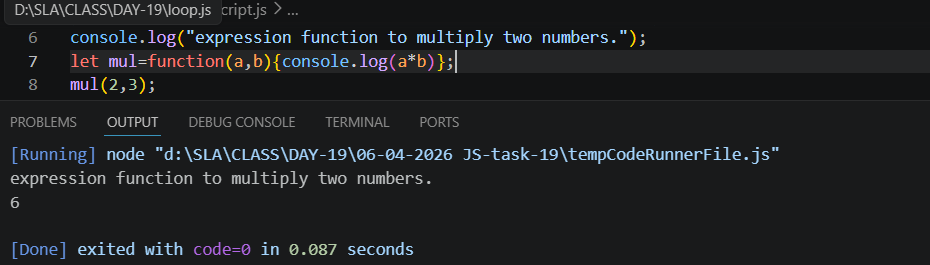 D:\SLA\CLASS\DAY-19\loop.js cript.js > ...
6 console.log("expression function to multiply two numbers.");
7 let mul=function(a,b){console.log(a*b)};
8 mul(2,3);
PROBLEMS OUTPUT DEBUG CONSOLE TERMINAL PORTS
[Running] node "d:\SLA\CLASS\DAY-19\06-04-2026 JS-task-19\tempCodeRunnerFile.js"
expression function to multiply two numbers.
6
[Done] exited with code=0 in 0.087 seconds